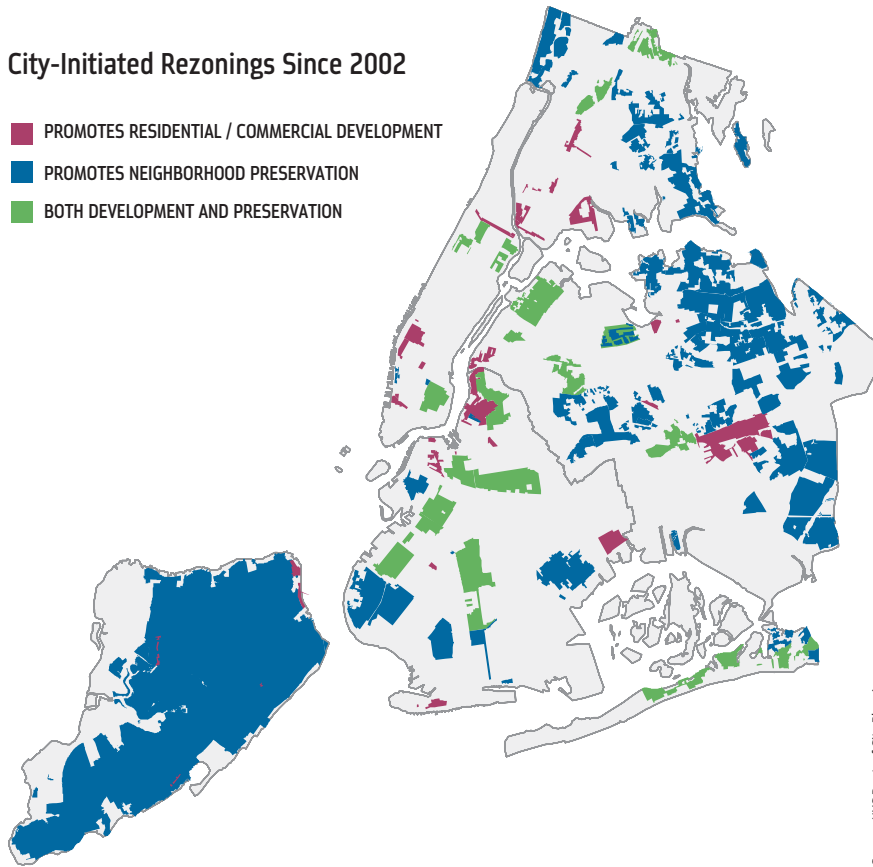 City-Initiated Rezonings Since 2002
PROMOTES RESIDENTIAL / COMMERCIAL DEVELOPMENT
PROMOTES NEIGHBORHOOD PRESERVATION
BOTH DEVELOPMENT AND PRESERVATION